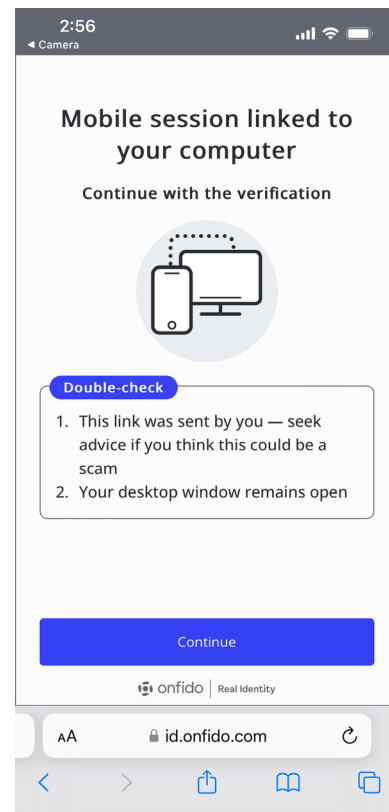 2:56
◀ Camera
Mobile session linked to
your computer
Continue with the verification
Double-check
1. This link was sent by you — seek
advice if you think this could be a
scam
2. Your desktop window remains open
Continue
onfido | Real Identity
AA
id.onfido.com